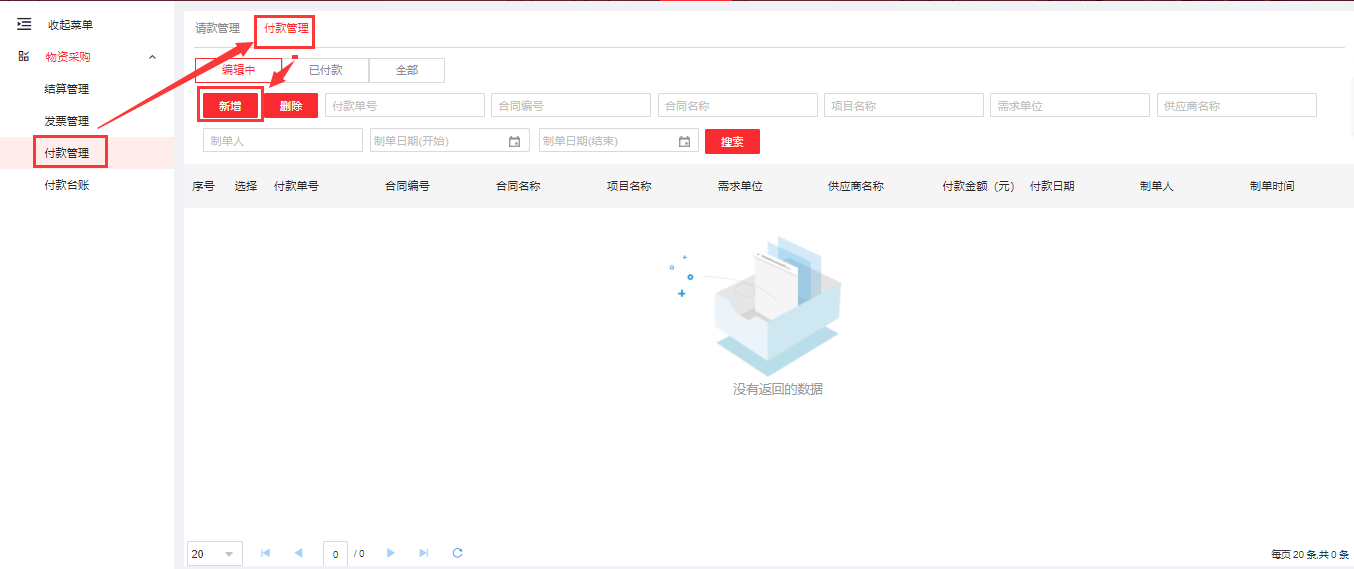 收起菜单
物资采购
结算管理
发票管理
付款管理
付款台账
请款管理 付款管理
编辑中 已付款 全部
新增 删除 付款单号 合同编号 合同名称 项目名称 需求单位 供应商名称
制单人 制单日期(开始) 制单日期(结束) 搜索
序号 选择 付款单号 合同编号 合同名称 项目名称 需求单位 供应商名称 付款金额（元） 付款日期 制单人 制单时间
没有返回的数据
20 0 / 0 每页 20 条,共 0 条